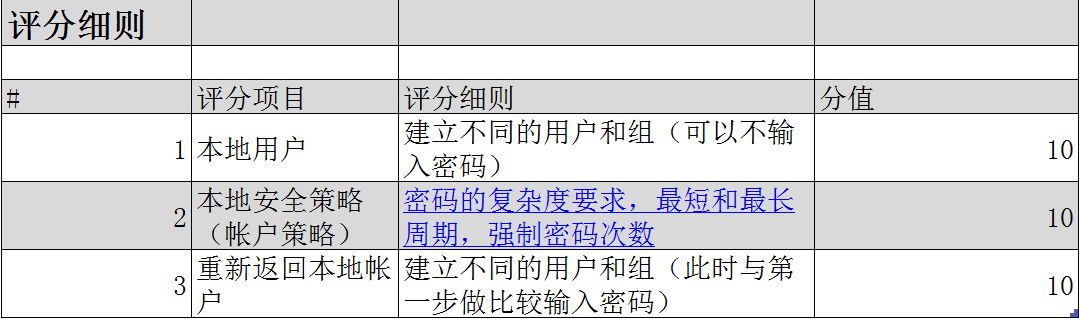 评分细则
# 评分项目 评分细则 分值
1 本地用户 建立不同的用户和组（可以不输
入密码） 10
2 本地安全策略
（帐户策略） 密码的复杂度要求，最短和最长
周期，强制密码次数 10
3 重新返回本地帐
户 建立不同的用户和组（此时与第
一步做比较输入密码） 10